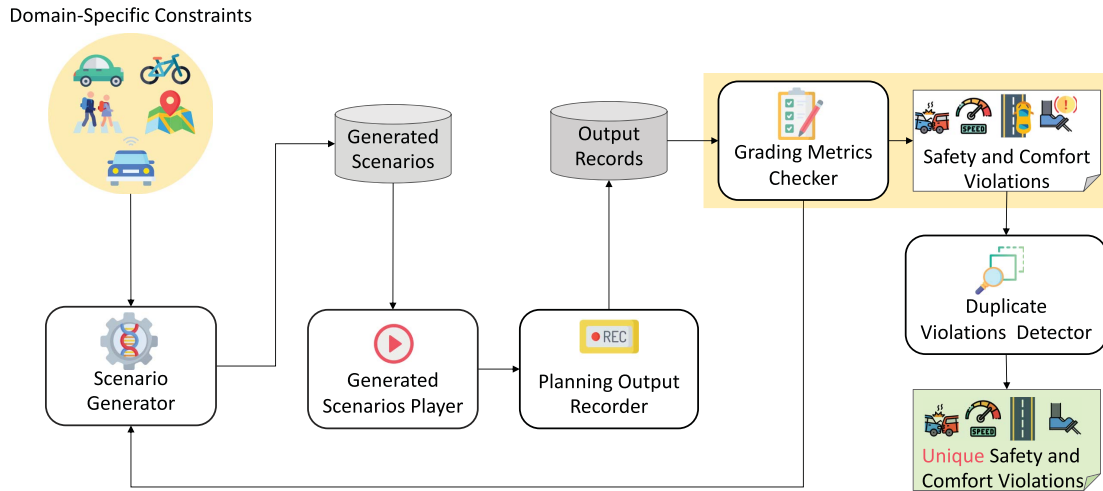 Domain-Specific Constraints
Generated
Scenarios
Output
Records
Grading Metrics
Checker
SPEED
Safety and Comfort
Violations
Duplicate
Violations Detector
Scenario
Generator
Generated
Scenarios Player
REC
Planning Output
Recorder
SPEED
Unique Safety and
Comfort Violations